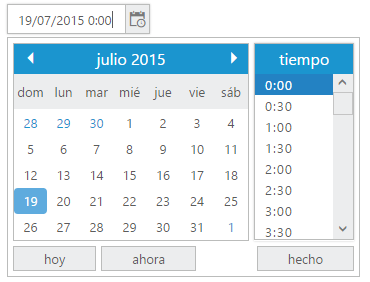 19/07/2015 0:00
julio 2015
tiempo
dom lun mar mié jue vie sáb
28 29 30 1 2 3 4
5 6 7 8 9 10 11
12 13 14 15 16 17 18
19 20 21 22 23 24 25
26 27 28 29 30 31 1
0:00
0:30
1:00
1:30
2:00
2:30
3:00
3:30
hoy
ahora
hecho